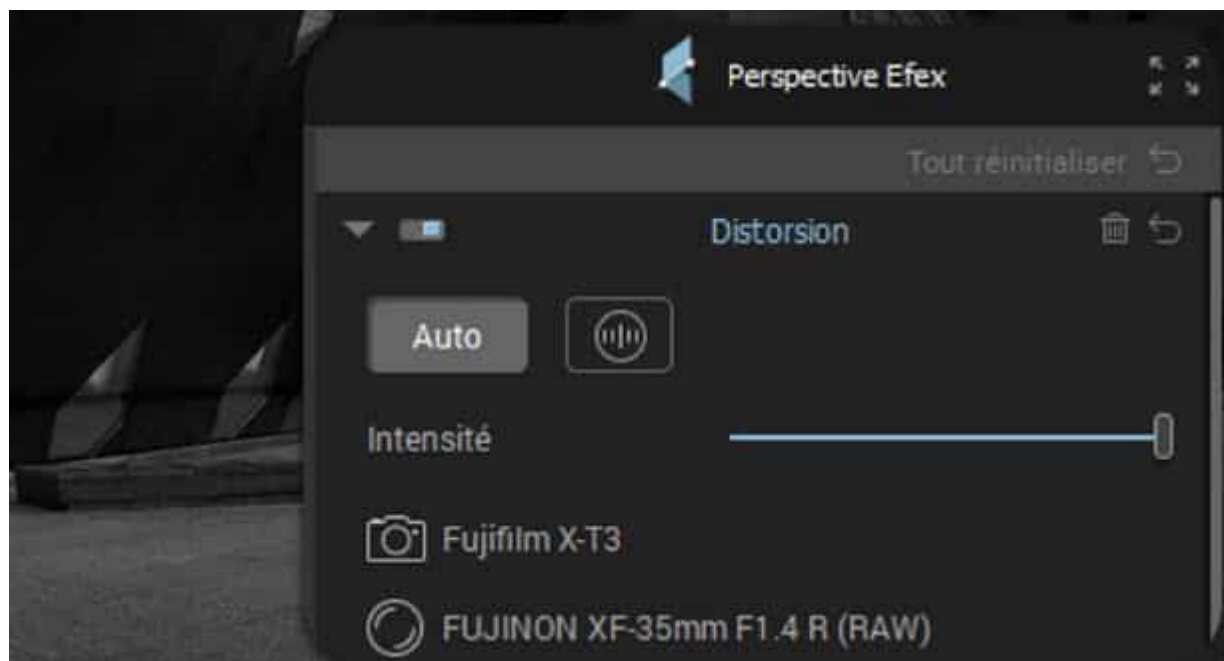 Perspective Efex
Tout réinitialiser
Distorsion
Auto
Intensité
Fujifilm X-T3
FUJINON XF-35mm F1.4 R (RAW)